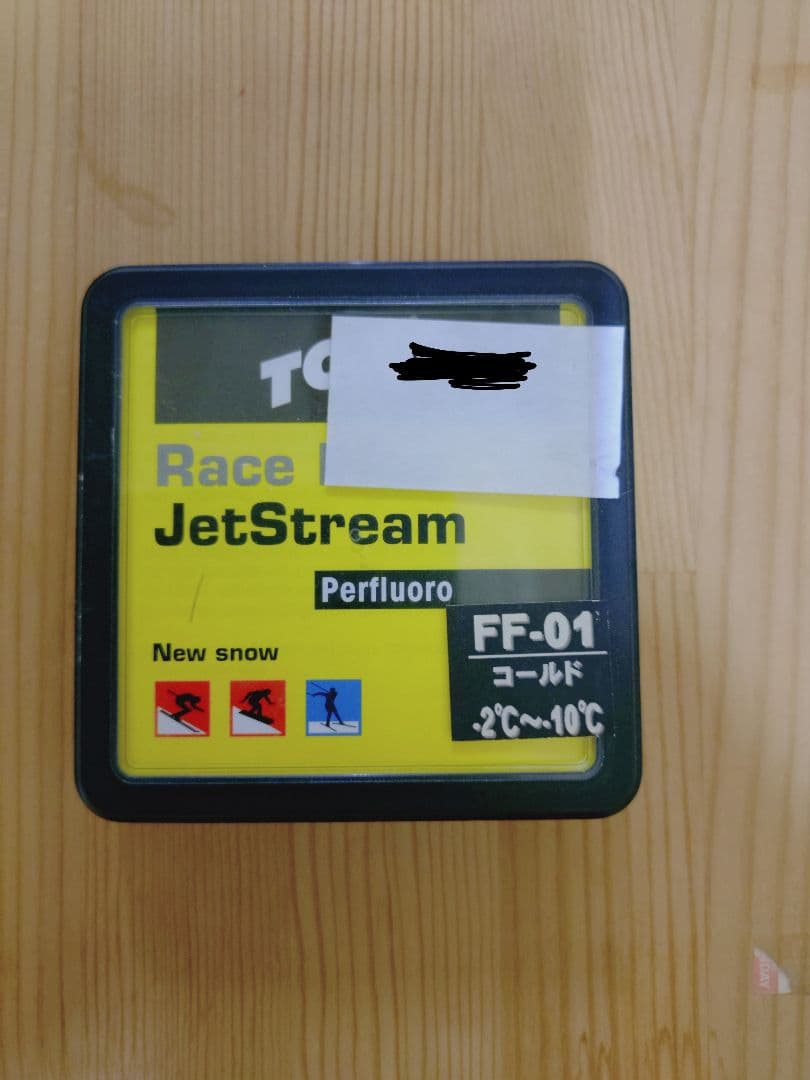 Race
JetStream
Perfluoro
New snow
FF-01
コールド
-2℃〜-10℃